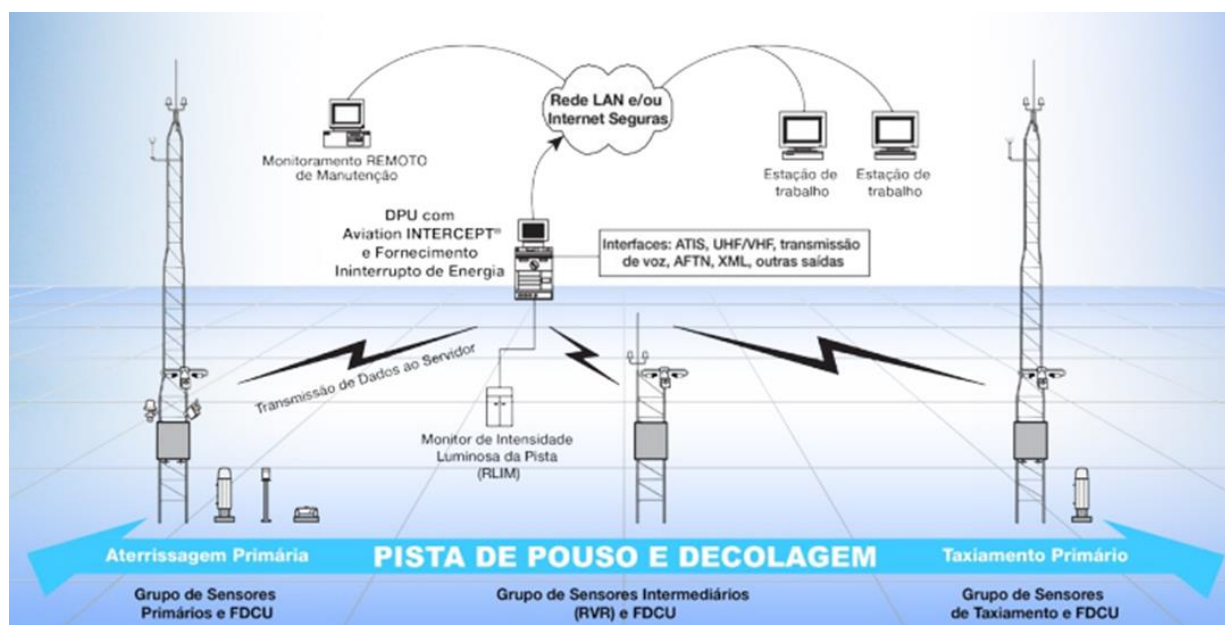 Rede LAN e/ou
Internet Seguras
Monitoramento REMOTO
de Manutenção
Estação de
trabalho
Estação de
trabalho
DPU com
Aviation INTERCEPT®
e Fornecimento
Ininterrupto de Energia
Interfaces: ATIS, UHF/VHF, transmissão
de voz, AFTN, XML, outras saídas
Transmissão de Dados ao Servidor
Monitor de Intensidade
Luminosa da Pista
(RLIM)
Aterrissagem Primária
PISTA DE POUSO E DECOLAGEM
Taxiamento Primário
Grupo de Sensores
Primários e FDCU
Grupo de Sensores Intermediários
(RVR) e FDCU
Grupo de Sensores
de Taxiamento e FDCU